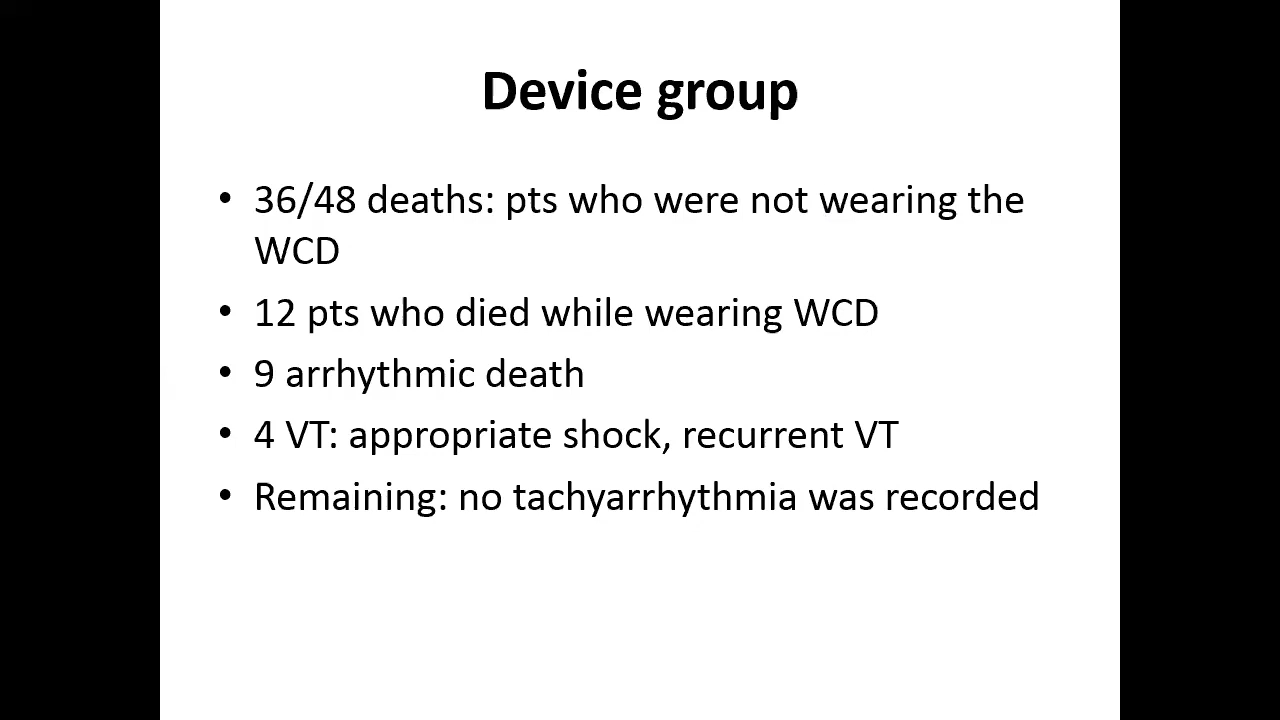 Device group
• 36/48 deaths: pts who were not wearing the
WCD
• 12 pts who died while wearing WCD
• 9 arrhythmic death
• 4 VT: appropriate shock, recurrent VT
• Remaining: no tachyarrhythmia was recorded